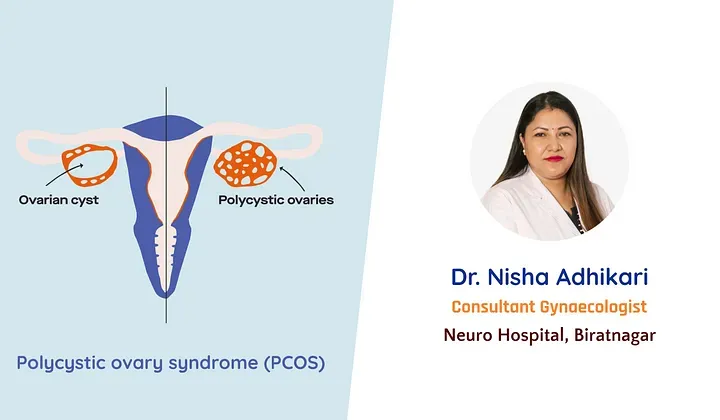 Ovarian cyst
Polycystic ovaries
Polycystic ovary syndrome (PCOS)
Dr. Nisha Adhikari
Consultant Gynaecologist
Neuro Hospital, Biratnagar